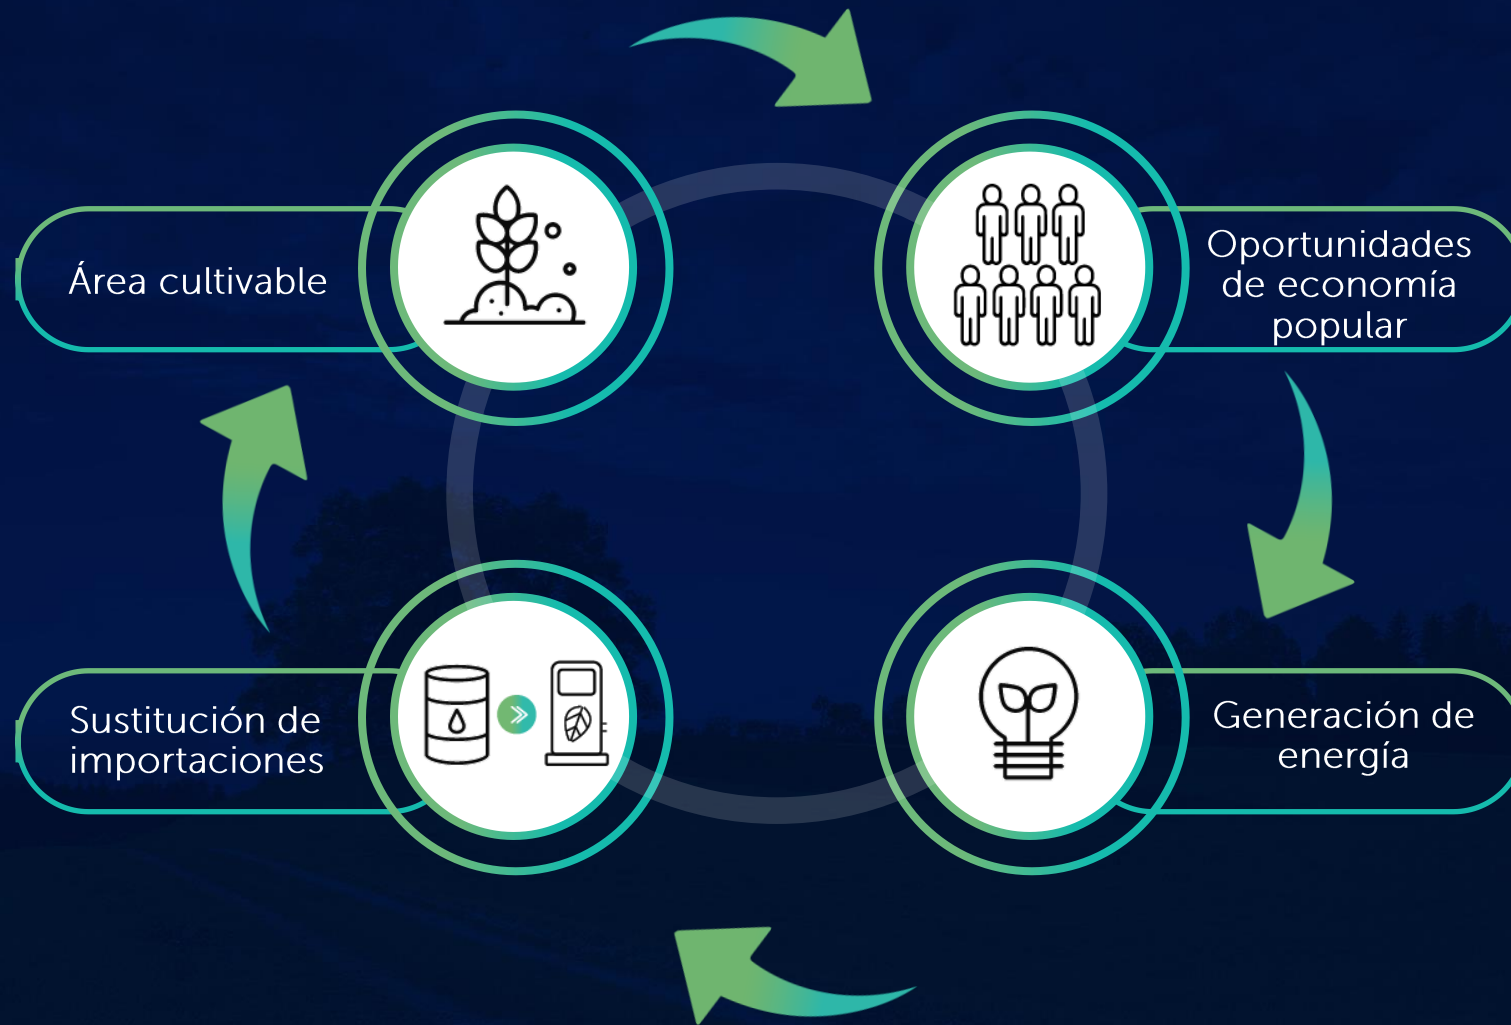 Área cultivable
Oportunidades
de economía
popular
Sustitución de
importaciones
Generación de
energía